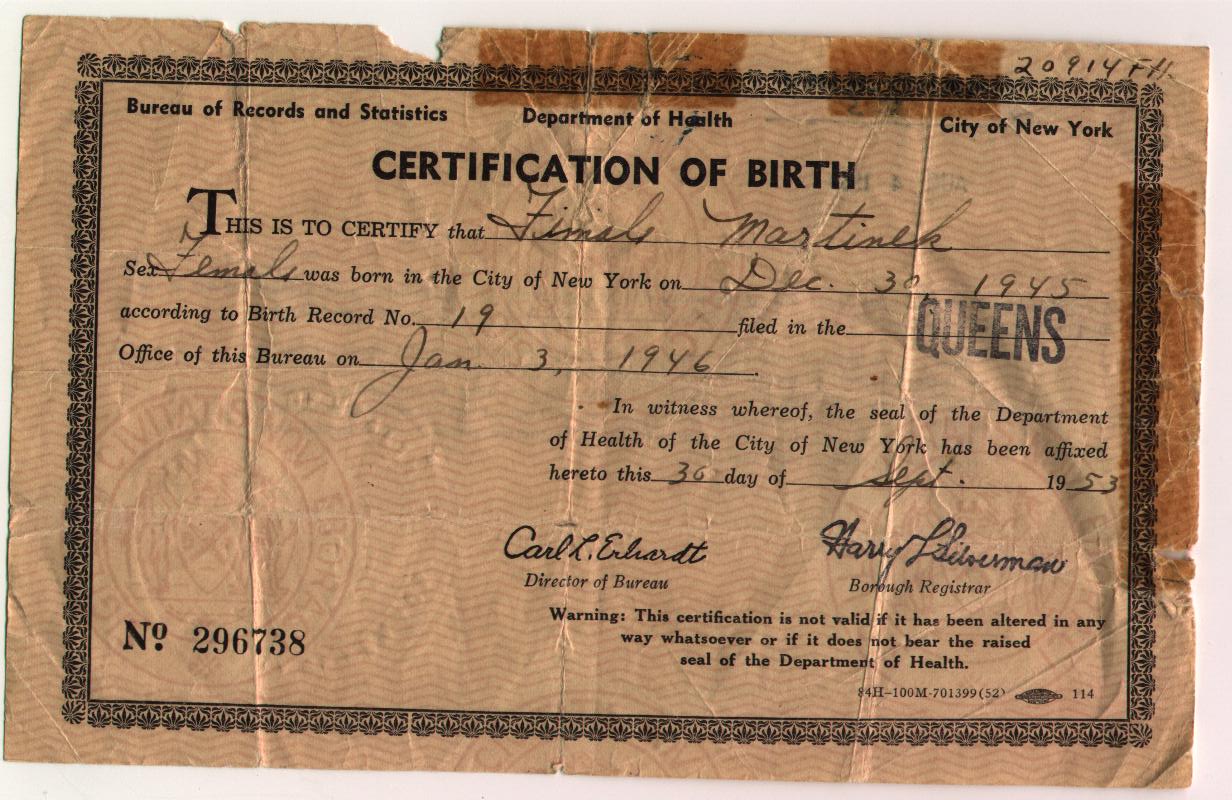 20914 FH.
Bureau of Records and Statistics Department of Health City of New York
CERTIFICATION OF BIRTH
THIS IS TO CERTIFY that Female Martinek
Sex Female was born in the City of New York on Dec. 30, 1945
according to Birth Record No. 19 filed in the QUEENS
Office of this Bureau on Jan. 3, 1946.
In witness whereof, the seal of the Department
of Health of the City of New York has been affixed
hereto this 30 day of Sept. 1953
Carl L. Erhardt Harry L Silverman
Director of Bureau Borough Registrar
Warning: This certification is not valid if it has been altered in any
way whatsoever or if it does not bear the raised
seal of the Department of Health.
Nº 296738
84H-100M-701399(52) 114